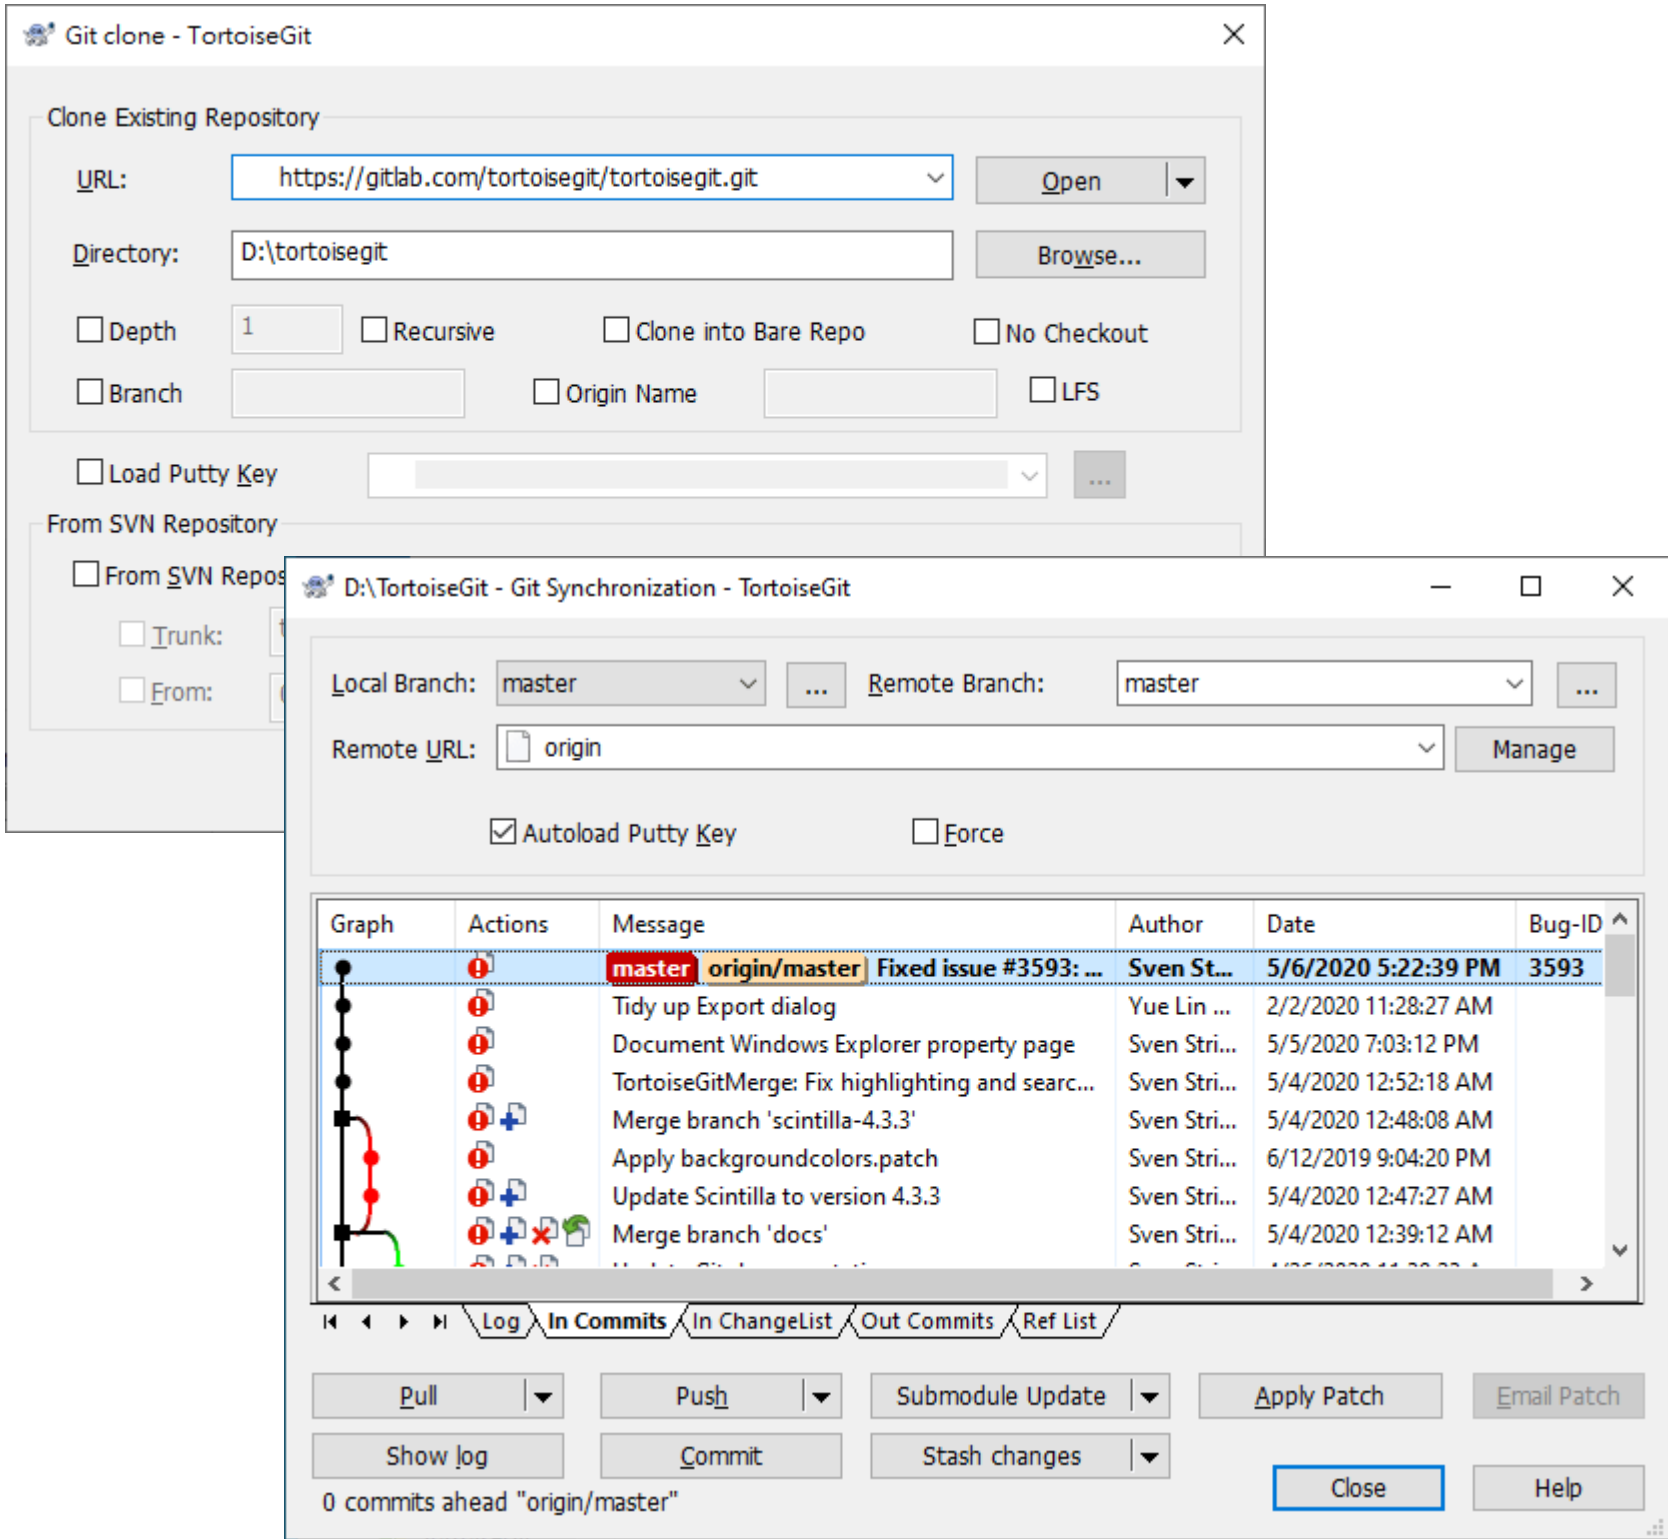 Git clone - TortoiseGit
Clone Existing Repository
URL: https://gitlab.com/tortoisegit/tortoisegit.git Open
Directory: D:\tortoisegit Browse...
Depth 1 Recursive Clone into Bare Repo No Checkout
Branch Origin Name LFS
Load Putty Key ...
From SVN Repository
From SVN
Trunk:
From:
D:\TortoiseGit - Git Synchronization - TortoiseGit
Local Branch: master ... Remote Branch: master ...
Remote URL: origin Manage
Autoload Putty Key Force
Graph Actions Message Author Date Bug-ID
master origin/master Fixed issue #3593: ... Sven St... 5/6/2020 5:22:39 PM 3593
Tidy up Export dialog Yue Lin ... 2/2/2020 11:28:27 AM
Document Windows Explorer property page Sven Stri... 5/5/2020 7:03:12 PM
TortoiseGitMerge: Fix highlighting and searc... Sven Stri... 5/4/2020 12:52:18 AM
Merge branch 'scintilla-4.3.3' Sven Stri... 5/4/2020 12:48:08 AM
Apply backgroundcolors.patch Sven Stri... 6/12/2019 9:04:20 PM
Update Scintilla to version 4.3.3 Sven Stri... 5/4/2020 12:47:27 AM
Merge branch 'docs' Sven Stri... 5/4/2020 12:39:12 AM
Log In Commits In ChangeList Out Commits Ref List
Pull Push Submodule Update Apply Patch Email Patch
Show log Commit Stash changes
Close Help
0 commits ahead "origin/master"